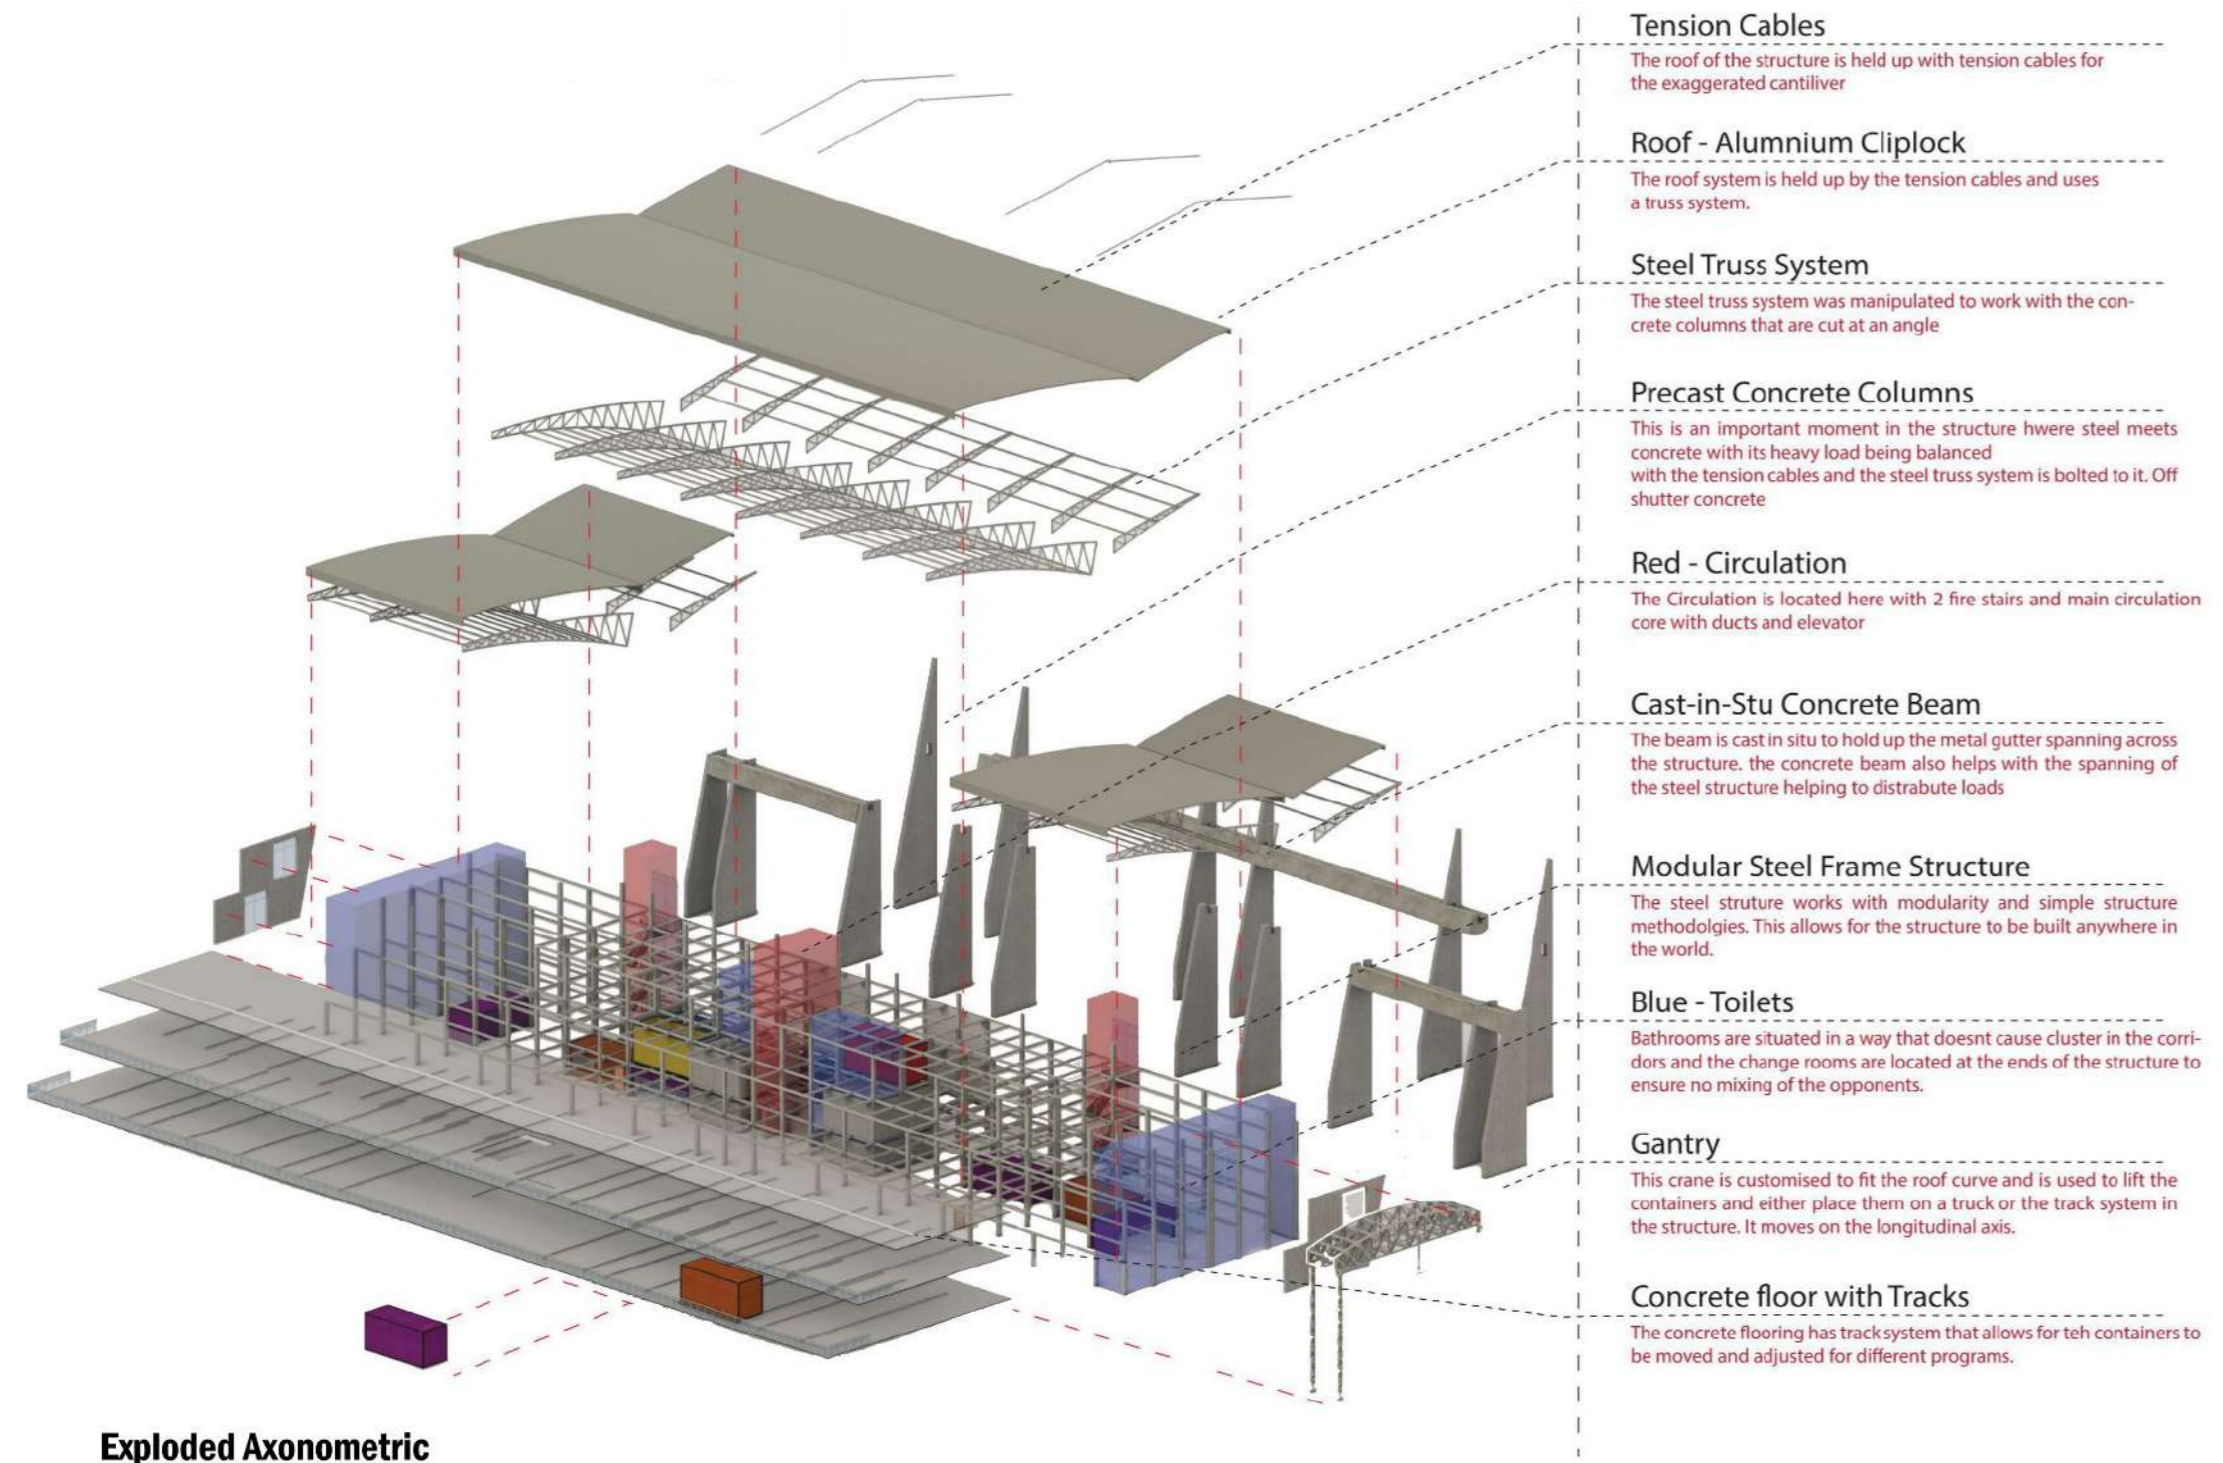 Tension Cables
The roof of the structure is held up with tension cables for
the exaggerated cantiliver
Roof - Alumnium Cliplock
The roof system is held up by the tension cables and uses
a truss system.
Steel Truss System
The steel truss system was manipulated to work with the con-
crete columns that are cut at an angle
Precast Concrete Columns
This is an important moment in the structure hwere steel meets
concrete with its heavy load being balanced
with the tension cables and the steel truss system is bolted to it. Off
shutter concrete
Red - Circulation
The Circulation is located here with 2 fire stairs and main circulation
core with ducts and elevator
Cast-in-Stu Concrete Beam
The beam is cast in situ to hold up the metal gutter spanning across
the structure. the concrete beam also helps with the spanning of
the steel structure helping to distrabute loads
Modular Steel Frame Structure
The steel struture works with modularity and simple structure
methodolgies. This allows for the structure to be built anywhere in
the world.
Blue - Toilets
Bathrooms are situated in a way that doesnt cause cluster in the corri-
dors and the change rooms are located at the ends of the structure to
ensure no mixing of the opponents.
Gantry
This crane is customised to fit the roof curve and is used to lift the
containers and either place them on a truck or the track system in
the structure. It moves on the longitudinal axis.
Concrete floor with Tracks
The concrete flooring has track system that allows for teh containers to
be moved and adjusted for different programs.
Exploded Axonometric